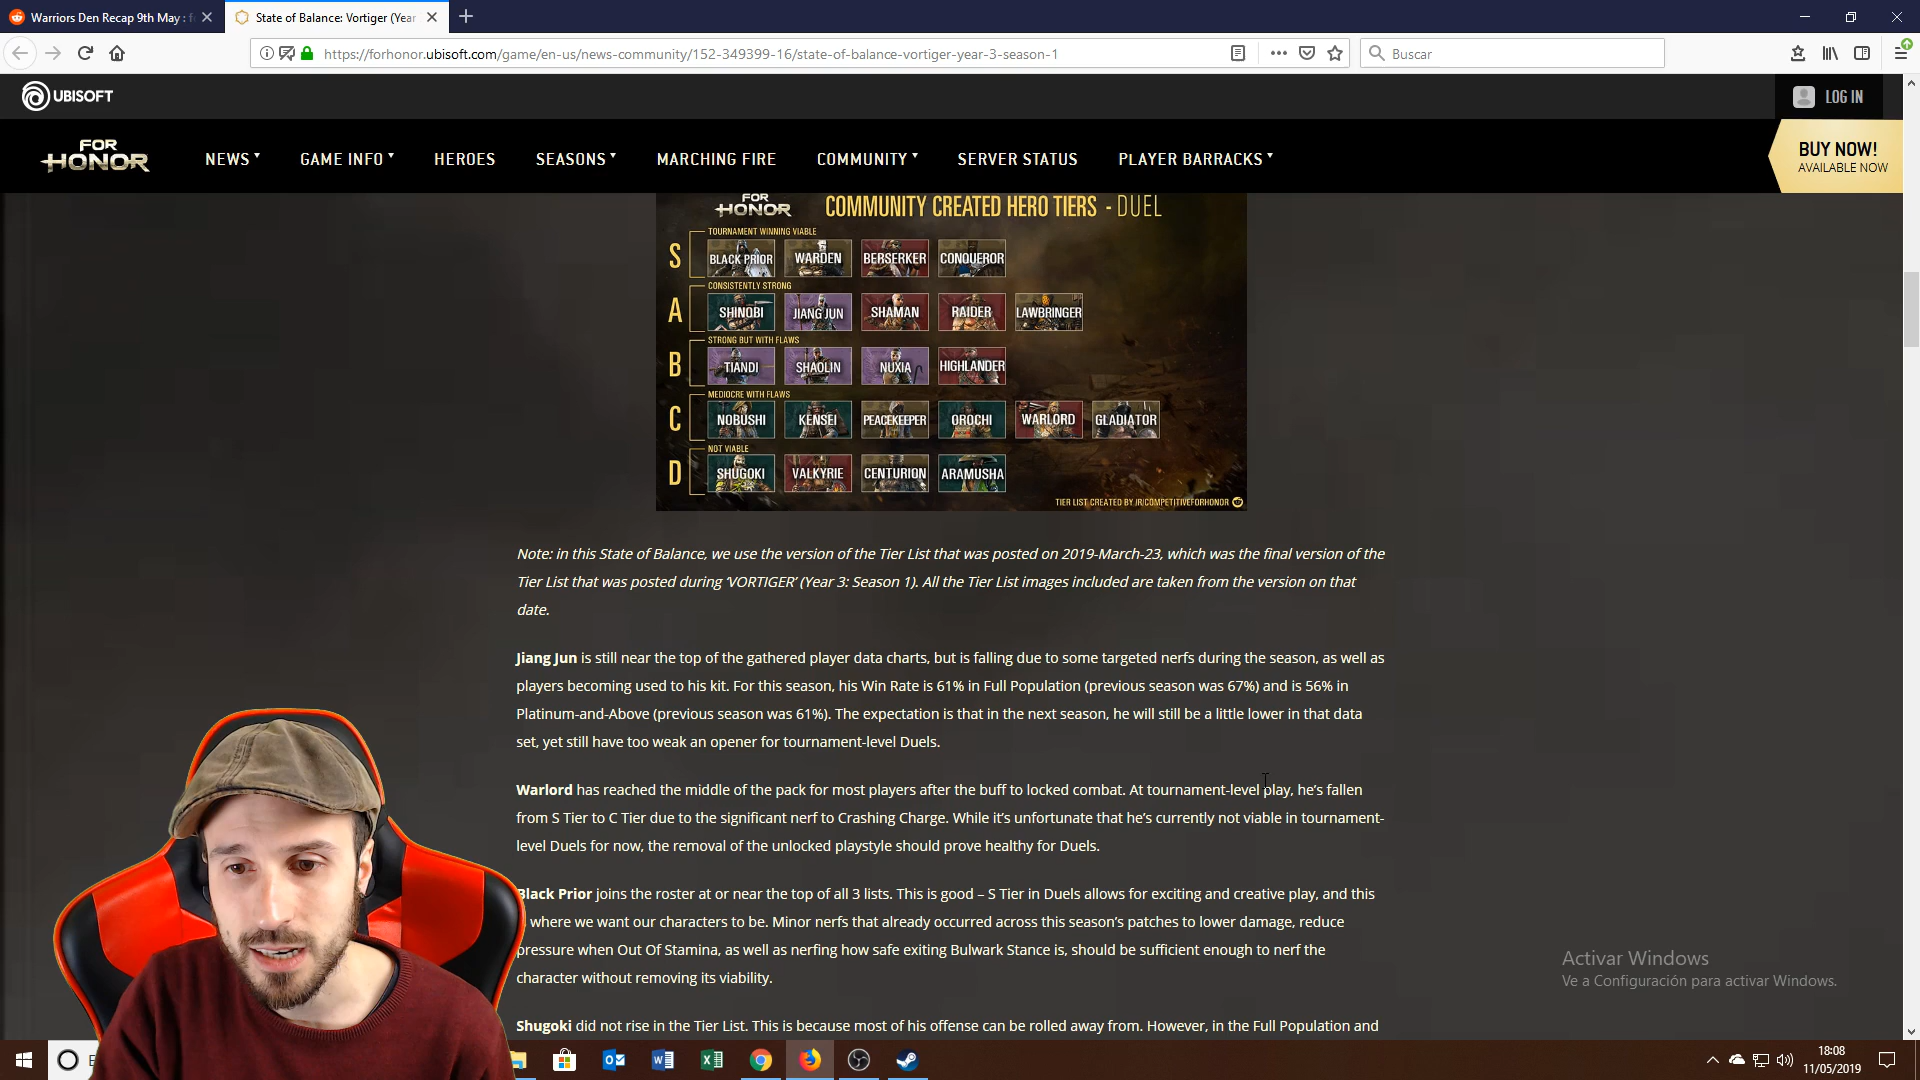 Warriors Den Recap 9th May : f
State of Balance: Vortiger (Year
https://forhonor.ubisoft.com/game/en-us/news-community/152-349399-16/state-of-balance-vortiger-year-3-season-1
Buscar
UBISOFT
LOG IN
FOR HONOR
NEWS
GAME INFO
HEROES
SEASONS
MARCHING FIRE
COMMUNITY
SERVER STATUS
PLAYER BARRACKS
BUY NOW!
AVAILABLE NOW
FOR HONOR COMMUNITY CREATED HERO TIERS - DUEL
TOURNAMENT WINNING VIABLE
S BLACK PRIOR WARDEN BERSERKER CONQUEROR
CONSISTENTLY STRONG
A SHINOBI JIANG JUN SHAMAN RAIDER LAWBRINGER
STRONG BUT WITH FLAWS
B TIANDI SHAOLIN NUXIA HIGHLANDER
MEDIOCRE WITH FLAWS
C NOBUSHI KENSEI PEACEKEEPER OROCHI WARLORD GLADIATOR
NOT VIABLE
D SHUGOKI VALKYRIE CENTURION ARAMUSHA
TIER LIST CREATED BY /R/COMPETITIVEFORHONOR
Note: in this State of Balance, we use the version of the Tier List that was posted on 2019-March-23, which was the final version of the
Tier List that was posted during ‘VORTIGER’ (Year 3: Season 1). All the Tier List images included are taken from the version on that
date.
Jiang Jun is still near the top of the gathered player data charts, but is falling due to some targeted nerfs during the season, as well as
players becoming used to his kit. For this season, his Win Rate is 61% in Full Population (previous season was 67%) and is 56% in
Platinum-and-Above (previous season was 61%). The expectation is that in the next season, he will still be a little lower in that data
set, yet still have too weak an opener for tournament-level Duels.
Warlord has reached the middle of the pack for most players after the buff to locked combat. At tournament-level play, he’s fallen
from S Tier to C Tier due to the significant nerf to Crashing Charge. While it’s unfortunate that he’s currently not viable in tournament-
level Duels for now, the removal of the unlocked playstyle should prove healthy for Duels.
Black Prior joins the roster at or near the top of all 3 lists. This is good – S Tier in Duels allows for exciting and creative play, and this
where we want our characters to be. Minor nerfs that already occurred across this season’s patches to lower damage, reduce
pressure when Out Of Stamina, as well as nerfing how safe exiting Bulwark Stance is, should be sufficient enough to nerf the
character without removing its viability.
Activar Windows
Ve a Configuración para activar Windows.
Shugoki did not rise in the Tier List. This is because most of his offense can be rolled away from. However, in the Full Population and
E
18:08
11/05/2019